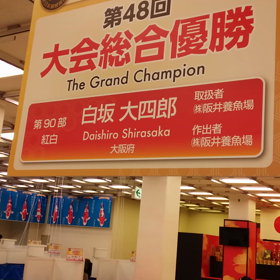 第48回
大会総合優勝
The Grand Champion
第90部
紅白
白坂 大四郎
Daishiro Shirasaka
大阪府
取扱者
㈱阪井養魚場
作出者
㈱阪井養魚場